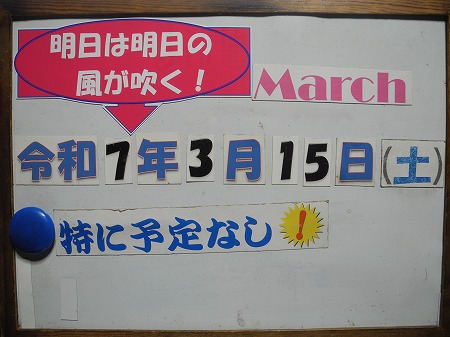 明日は明日の
風が吹く！
March
令和7年3月15日(土)
特に予定なし！